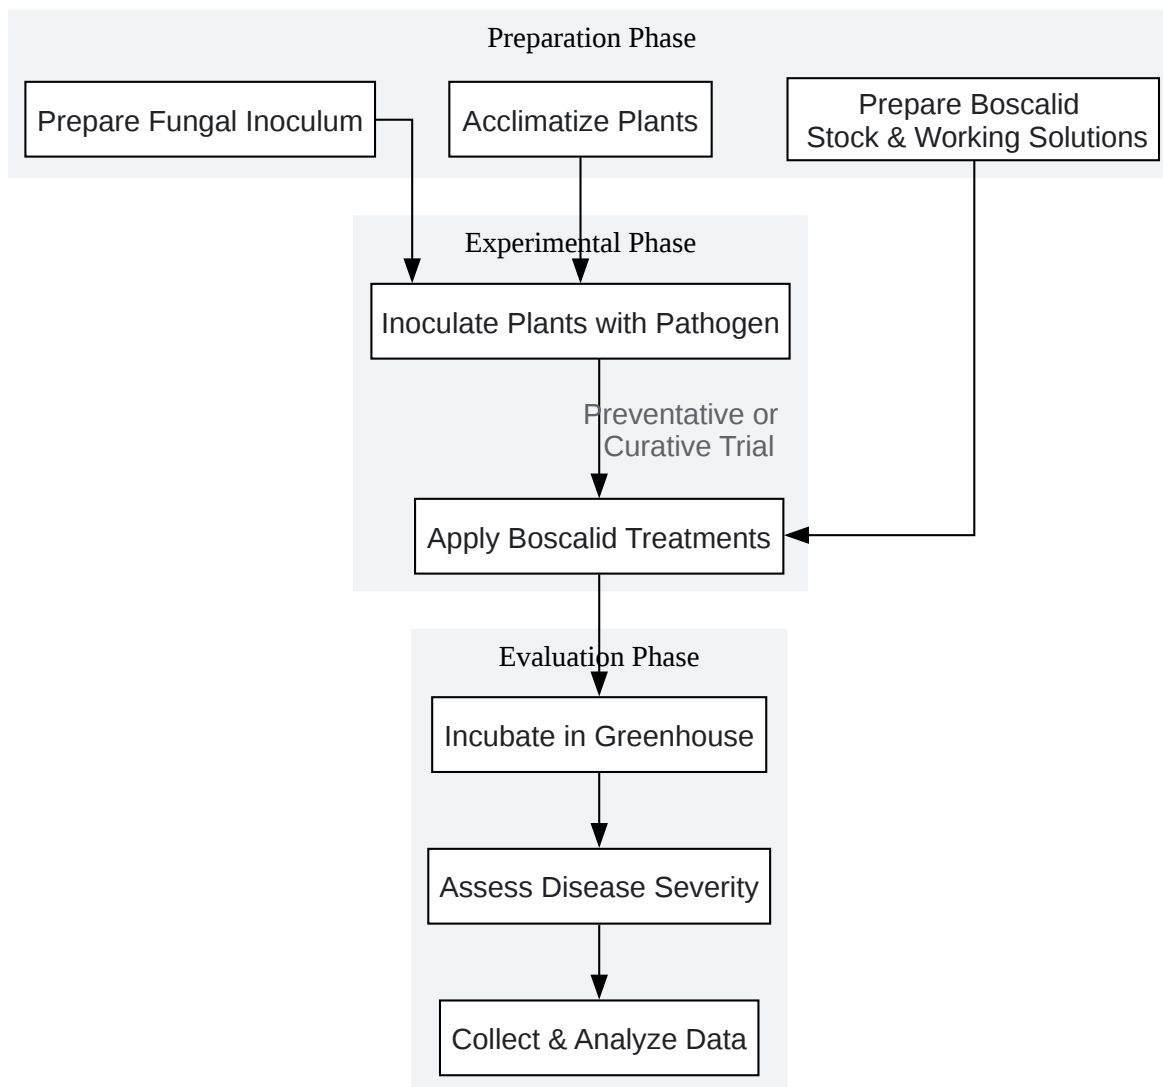 Preparation Phase
Prepare Fungal Inoculum
Acclimatize Plants
Prepare Boscalid
Stock & Working Solutions
Experimental Phase
Inoculate Plants with Pathogen
Preventative or
Curative Trial
Apply Boscalid Treatments
Evaluation Phase
Incubate in Greenhouse
Assess Disease Severity
Collect & Analyze Data